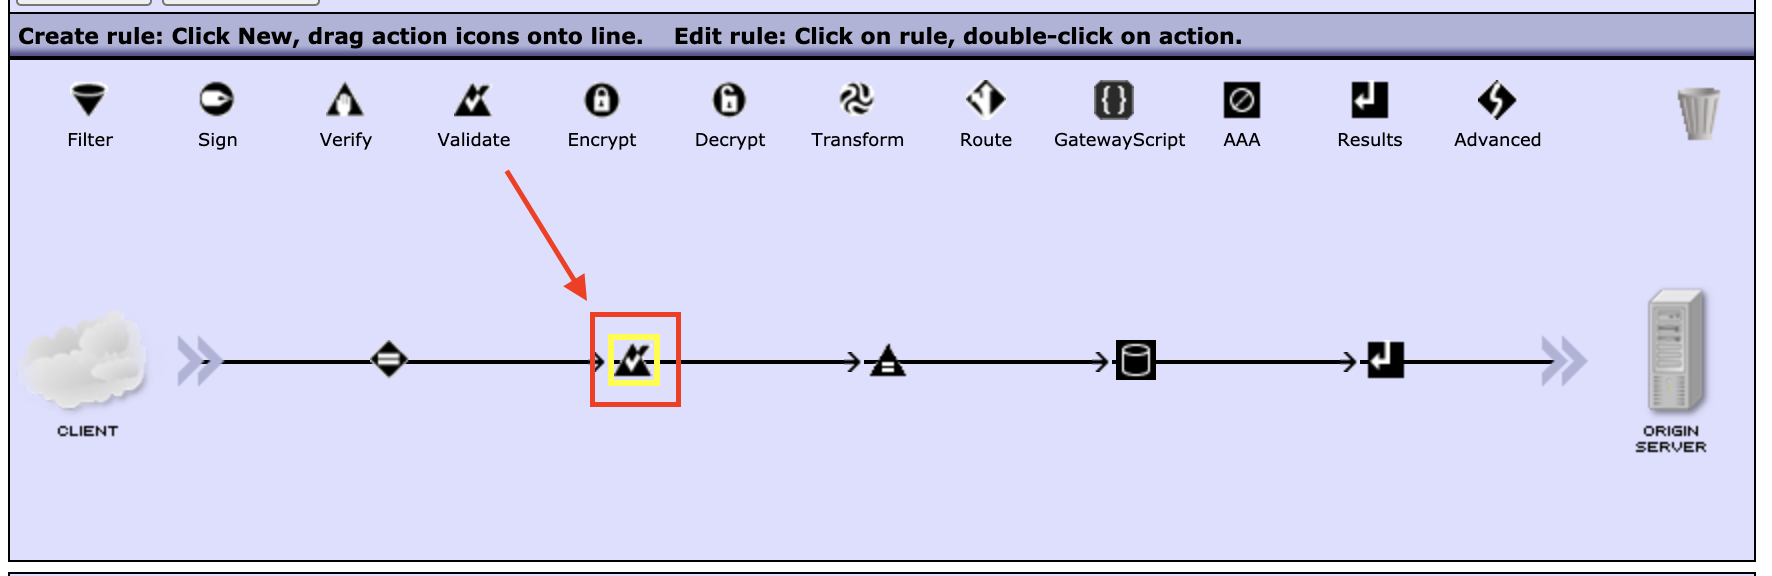 Create rule: Click New, drag action icons onto line. Edit rule: Click on rule, double-click on action.
Filter Sign Verify Validate Encrypt Decrypt Transform Route GatewayScript AAA Results Advanced
CLIENT
ORIGIN
SERVER